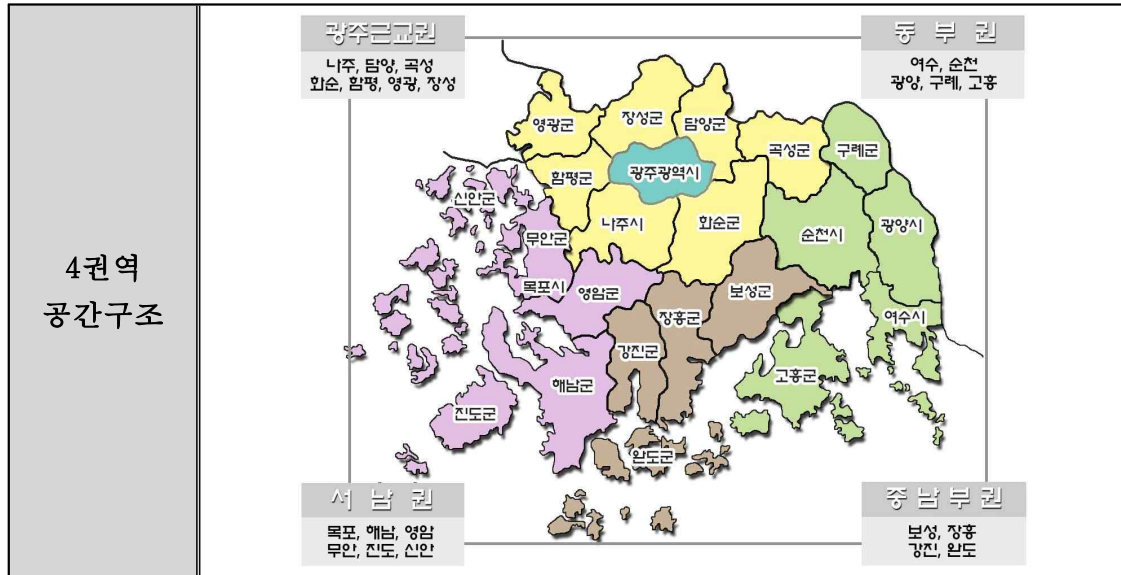 4권역
공간구조
광주근교권
나주, 담양, 곡성
화순, 함평, 영광, 장성
동 부 권
여수, 순천
광양, 구례, 고흥
영광군
장성군
담양군
곡성군
구례군
함평군
광주광역시
신안군
나주시
화순군
순천시
광양시
무안군
목포시
영암군
보성군
장흥군
여수시
강진군
해남군
고흥군
진도군
완도군
서 남 권
목포, 해남, 영암
무안, 진도, 신안
중남부권
보성, 장흥
강진, 완도